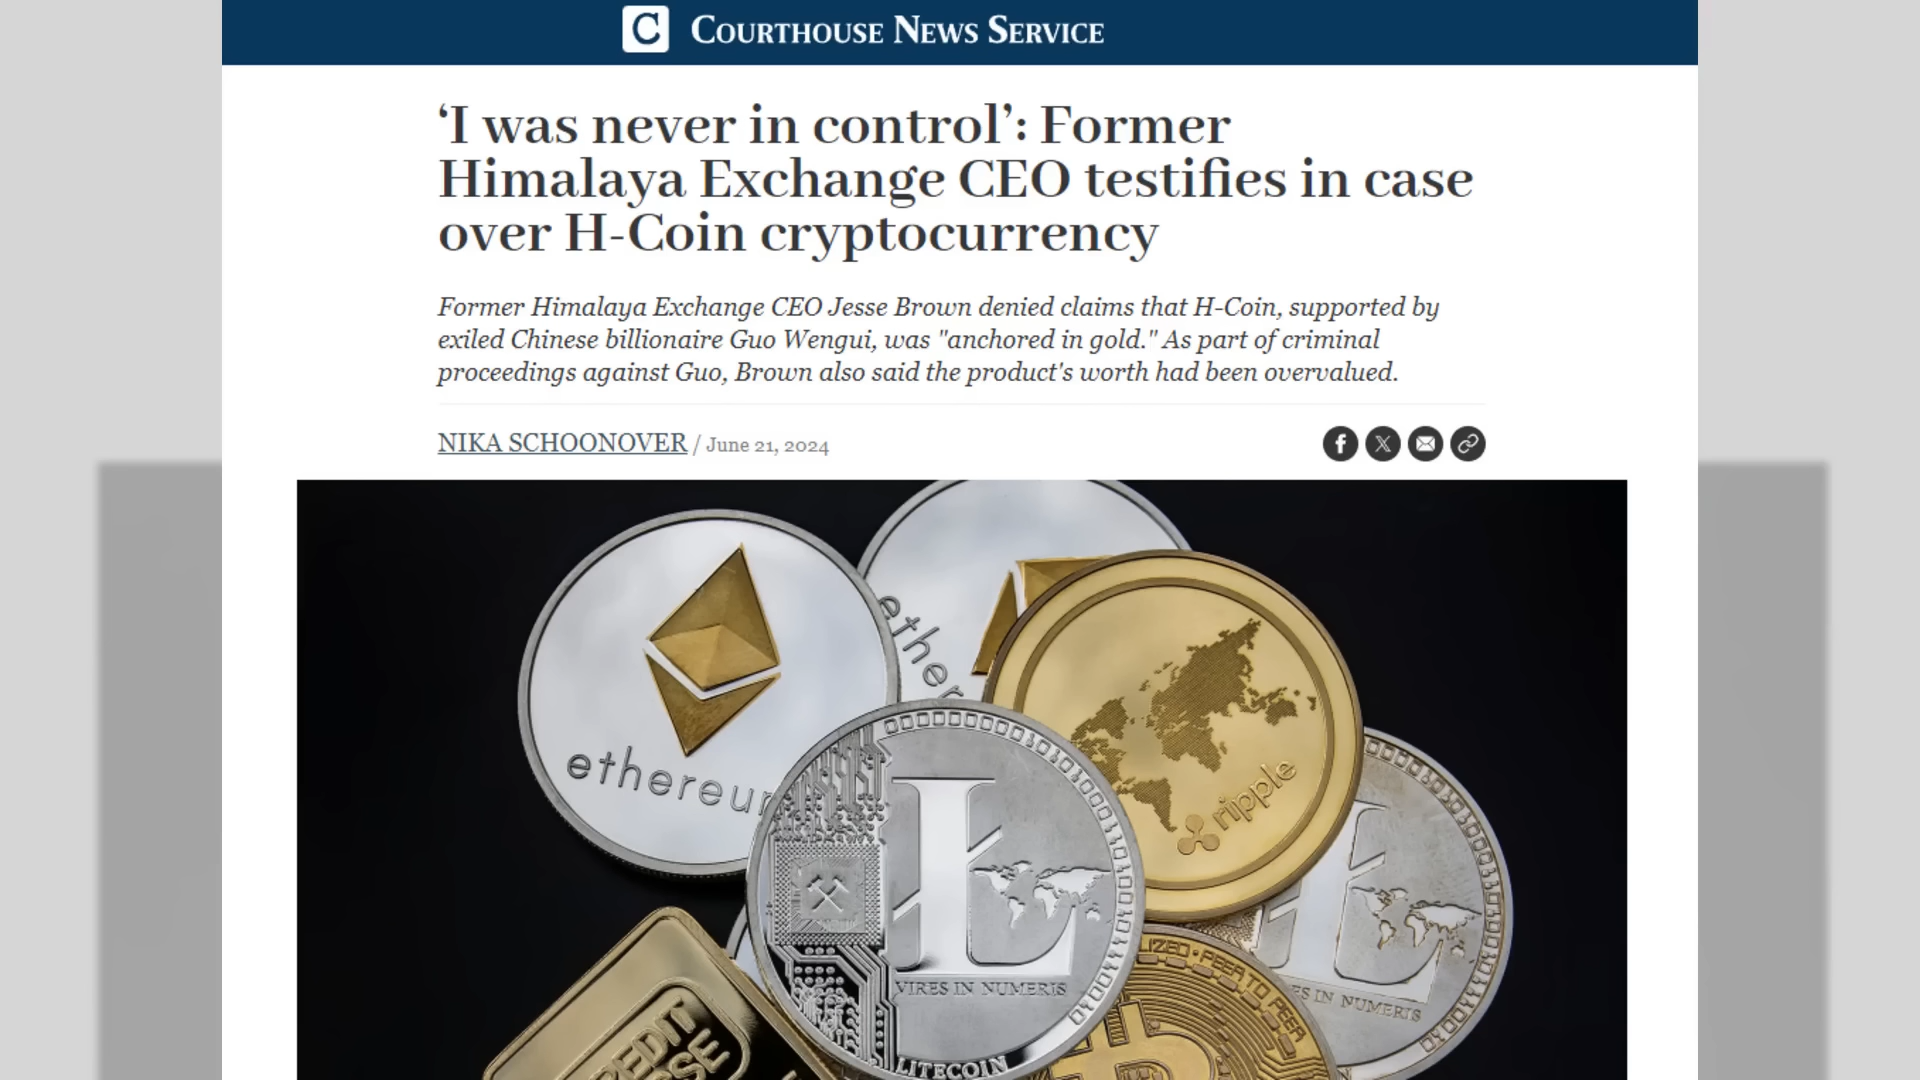 C COURTHOUSE NEWS SERVICE
‘I was never in control’: Former
Himalaya Exchange CEO testifies in case
over H-Coin cryptocurrency
Former Himalaya Exchange CEO Jesse Brown denied claims that H-Coin, supported by
exiled Chinese billionaire Guo Wengui, was "anchored in gold." As part of criminal
proceedings against Guo, Brown also said the product's worth had been overvalued.
NIKA SCHOONOVER / June 21, 2024
ethereu
ether
ripple
VIRES IN NUMERIS
LITECOIN
PEER TO PEER
IN NUMERIS